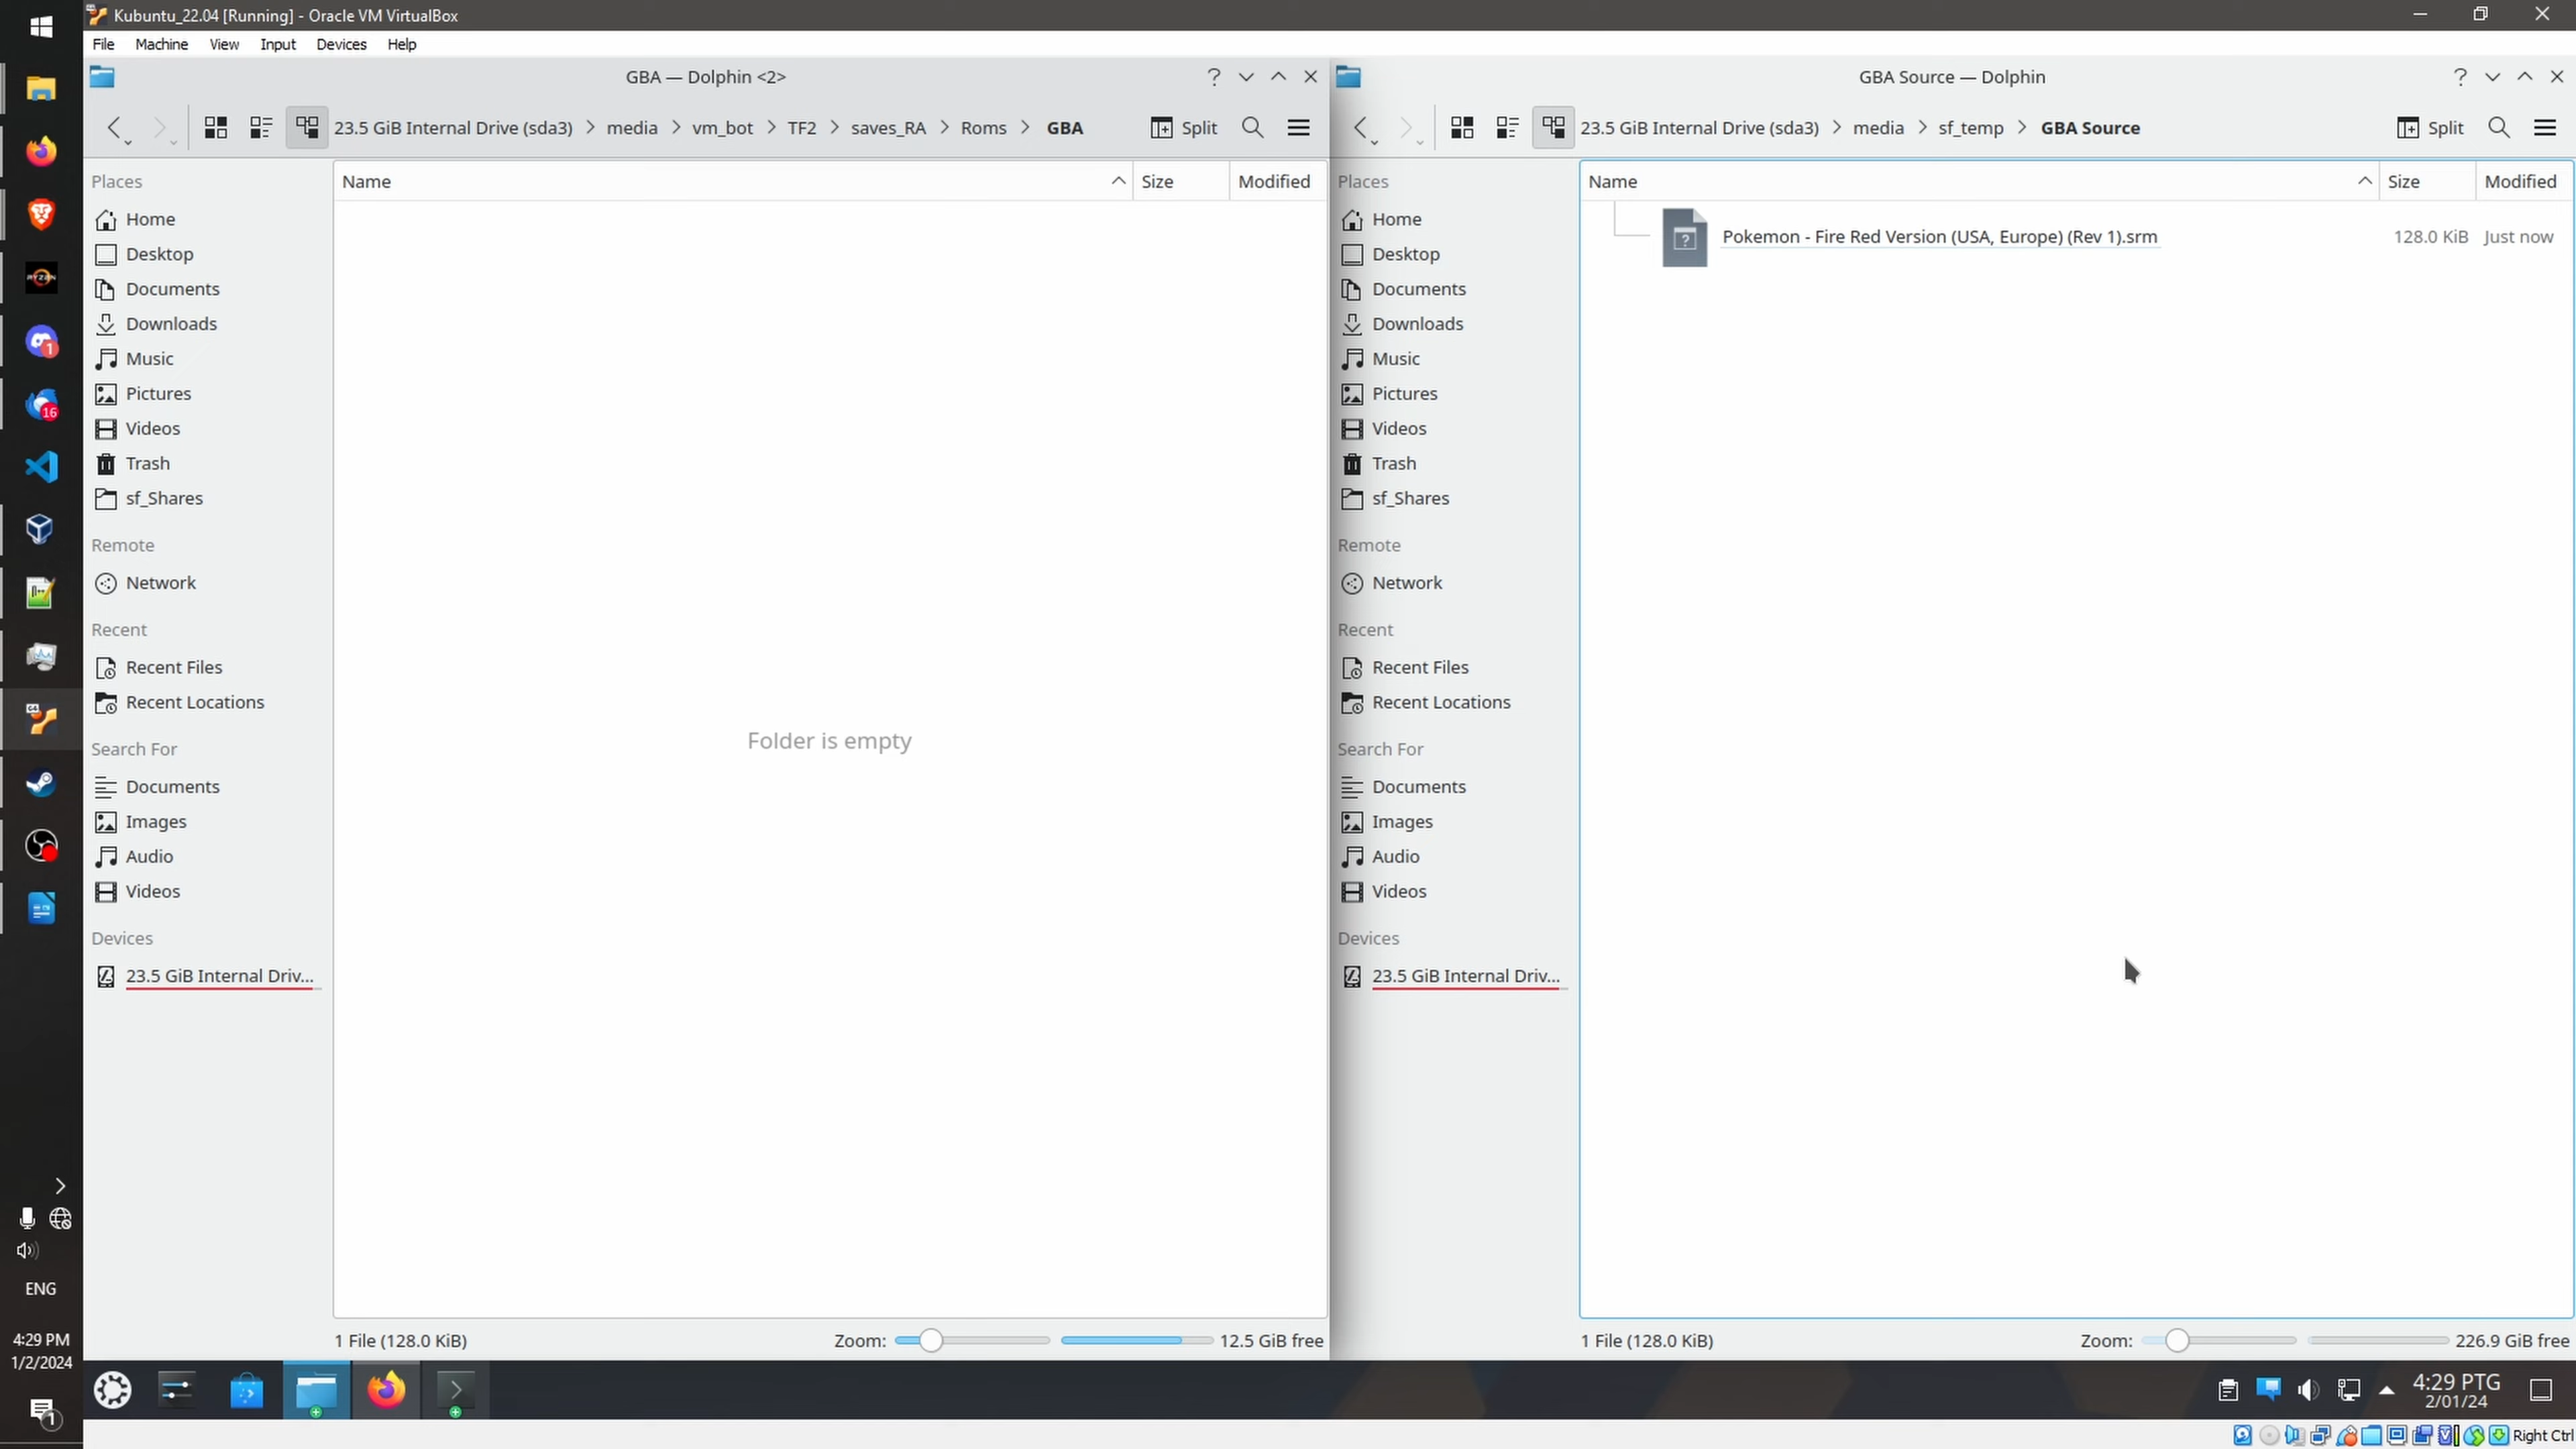 Kubuntu_22.04 [Running] - Oracle VM VirtualBox
File Machine View Input Devices Help
GBA — Dolphin <2>
23.5 GiB Internal Drive (sda3) > media > vm_bot > TF2 > saves_RA > Roms > GBA
Split
Places
Home
Desktop
Documents
Downloads
Music
Pictures
Videos
Trash
sf_Shares
Remote
Network
Recent
Recent Files
Recent Locations
Search For
Documents
Images
Audio
Videos
Devices
23.5 GiB Internal Driv...
Name Size Modified
Folder is empty
1 File (128.0 KiB) Zoom: 12.5 GiB free
GBA Source — Dolphin
23.5 GiB Internal Drive (sda3) > media > sf_temp > GBA Source
Split
Places
Home
Desktop
Documents
Downloads
Music
Pictures
Videos
Trash
sf_Shares
Remote
Network
Recent
Recent Files
Recent Locations
Search For
Documents
Images
Audio
Videos
Devices
23.5 GiB Internal Driv...
Name Size Modified
Pokemon - Fire Red Version (USA, Europe) (Rev 1).srm 128.0 KiB Just now
1 File (128.0 KiB) Zoom: 226.9 GiB free
RYZEN
1
16
64
ENG
4:29 PM
1/2/2024
1
4:29 PTG
2/01/24
Right Ctrl